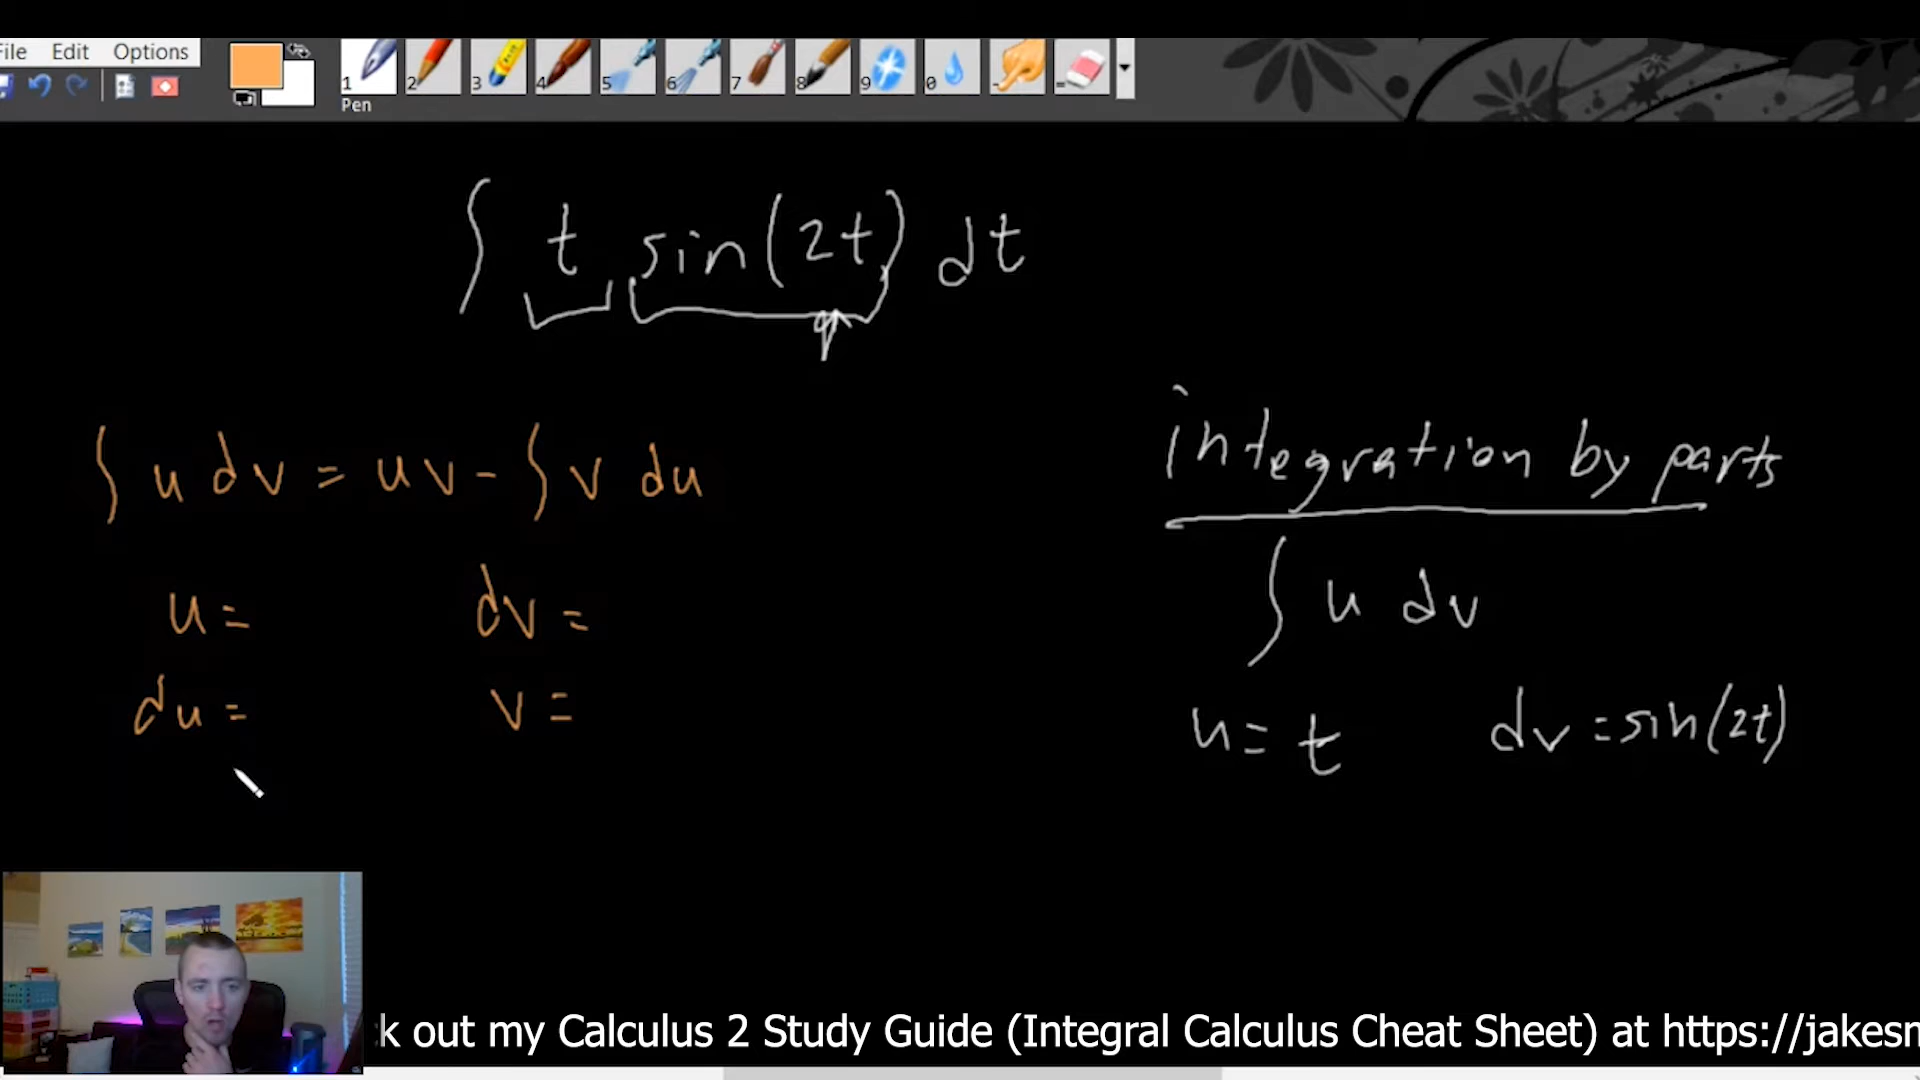 File Edit Options
1 2 3 4 5 6 7 8 9 0 - =
Pen
∫ t sin(2t) dt
∫ u dv = uv - ∫ v du
u = dv =
du = v =
integration by parts
∫ u dv
u = t dv = sin(2t)
ck out my Calculus 2 Study Guide (Integral Calculus Cheat Sheet) at https://jakesn